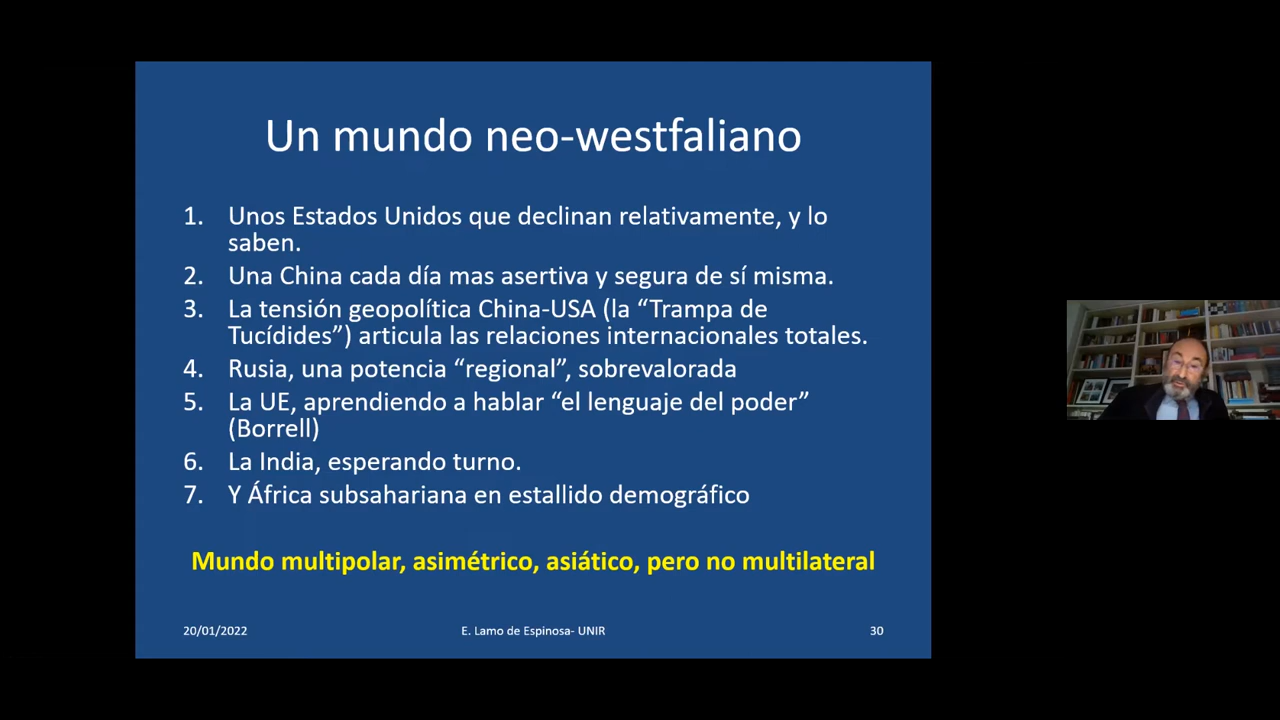 Un mundo neo-westfaliano
1. Unos Estados Unidos que declinan relativamente, y lo
saben.
2. Una China cada día mas asertiva y segura de sí misma.
3. La tensión geopolítica China-USA (la “Trampa de
Tucídides”) articula las relaciones internacionales totales.
4. Rusia, una potencia “regional”, sobrevalorada
5. La UE, aprendiendo a hablar “el lenguaje del poder”
(Borrell)
6. La India, esperando turno.
7. Y África subsahariana en estallido demográfico
Mundo multipolar, asimétrico, asiático, pero no multilateral
20/01/2022 E. Lamo de Espinosa- UNIR 30